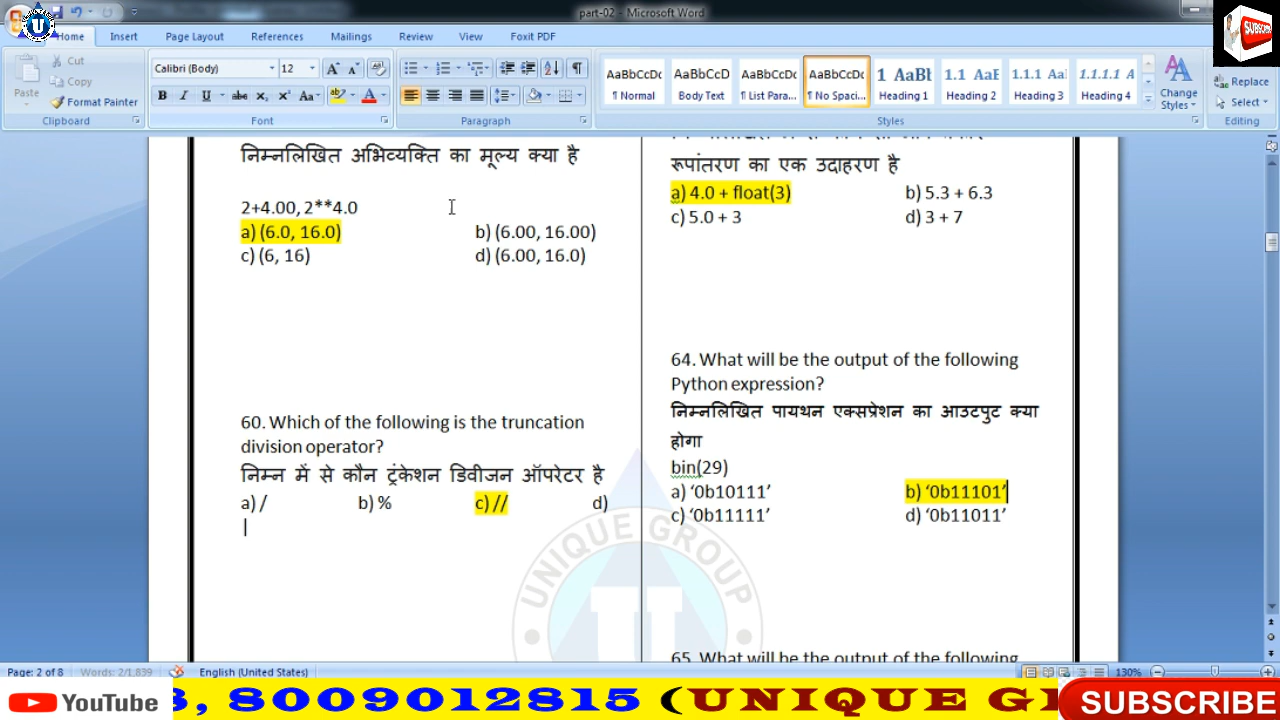 part-02 - Microsoft Word
SUBSCRIBE
U
Home Insert Page Layout References Mailings Review View Foxit PDF
Paste
Cut
Copy
Format Painter
Clipboard
Calibri (Body) 12
Font
Paragraph
AaBbCcDc AaBbCcD AaBbCcDc AaBbCcDc 1 AaBl 1.1 AaE 1.1.1 Aa 1.1.1.1 A
¶ Normal Body Text ¶ List Para... ¶ No Spaci... Heading 1 Heading 2 Heading 3 Heading 4
Styles
Change Styles
Replace
Select
Editing
निम्नलिखित अभिव्यक्ति का मूल्य क्या है
2+4.00, 2**4.0
a) (6.0, 16.0) b) (6.00, 16.00)
c) (6, 16) d) (6.00, 16.0)
60. Which of the following is the truncation
division operator?
निम्न में से कौन ट्रंकेशन डिवीजन ऑपरेटर है
a) / b) % c) // d)
|
रूपांतरण का एक उदाहरण है
a) 4.0 + float(3) b) 5.3 + 6.3
c) 5.0 + 3 d) 3 + 7
64. What will be the output of the following
Python expression?
निम्नलिखित पायथन एक्सप्रेशन का आउटपुट क्या
होगा
bin(29)
a) ‘0b10111’ b) ‘0b11101’
c) ‘0b11111’ d) ‘0b11011’
65. What will be the output of the following
UNIQUE GROUP
U
Page: 2 of 8 Words: 2/1,839 English (United States) 130%
YouTube
3, 8009012815 (UNIQUE G
SUBSCRIBE